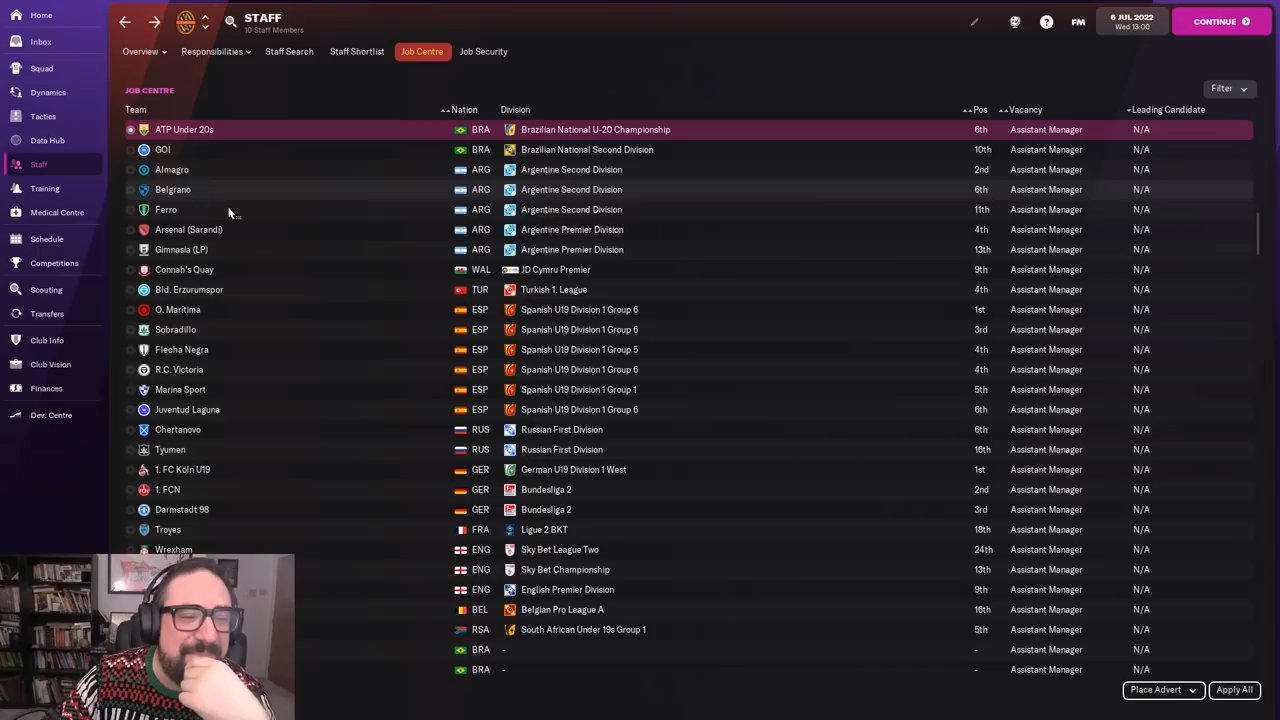 Home
STAFF
10 Staff Members
FM
6 JUL 2022
Wed 13:00
CONTINUE
Inbox
Squad
Dynamics
Tactics
Data Hub
Staff
Training
Medical Centre
Schedule
Competitions
Scouting
Transfers
Club Info
Club Vision
Finances
Dev. Centre
Overview Responsibilities Staff Search Staff Shortlist Job Centre Job Security
JOB CENTRE
Filter
Team Nation Division Pos Vacancy Leading Candidate
ATP Under 20s BRA Brazilian National U-20 Championship 6th Assistant Manager N/A
GOI BRA Brazilian National Second Division 10th Assistant Manager N/A
Almagro ARG Argentine Second Division 2nd Assistant Manager N/A
Belgrano ARG Argentine Second Division 6th Assistant Manager N/A
Ferro ARG Argentine Second Division 11th Assistant Manager N/A
Arsenal (Sarandí) ARG Argentine Premier Division 4th Assistant Manager N/A
Gimnasia (LP) ARG Argentine Premier Division 13th Assistant Manager N/A
Connah's Quay WAL JD Cymru Premier 9th Assistant Manager N/A
Bld. Erzurumspor TUR Turkish 1. League 4th Assistant Manager N/A
O. Marítima ESP Spanish U19 Division 1 Group 6 1st Assistant Manager N/A
Sobradillo ESP Spanish U19 Division 1 Group 6 3rd Assistant Manager N/A
Flecha Negra ESP Spanish U19 Division 1 Group 5 4th Assistant Manager N/A
R.C. Victoria ESP Spanish U19 Division 1 Group 6 4th Assistant Manager N/A
Marina Sport ESP Spanish U19 Division 1 Group 1 5th Assistant Manager N/A
Juventud Laguna ESP Spanish U19 Division 1 Group 6 6th Assistant Manager N/A
Chertanovo RUS Russian First Division 6th Assistant Manager N/A
Tyumen RUS Russian First Division 16th Assistant Manager N/A
1. FC Köln U19 GER German U19 Division 1 West 1st Assistant Manager N/A
1. FCN GER Bundesliga 2 2nd Assistant Manager N/A
Darmstadt 98 GER Bundesliga 2 3rd Assistant Manager N/A
Troyes FRA Ligue 2 BKT 18th Assistant Manager N/A
Wrexham ENG Sky Bet League Two 24th Assistant Manager N/A
ENG Sky Bet Championship 13th Assistant Manager N/A
ENG English Premier Division 9th Assistant Manager N/A
BEL Belgian Pro League A 16th Assistant Manager N/A
RSA South African Under 19s Group 1 5th Assistant Manager N/A
BRA - - Assistant Manager N/A
BRA - - Assistant Manager N/A
Place Advert Apply All